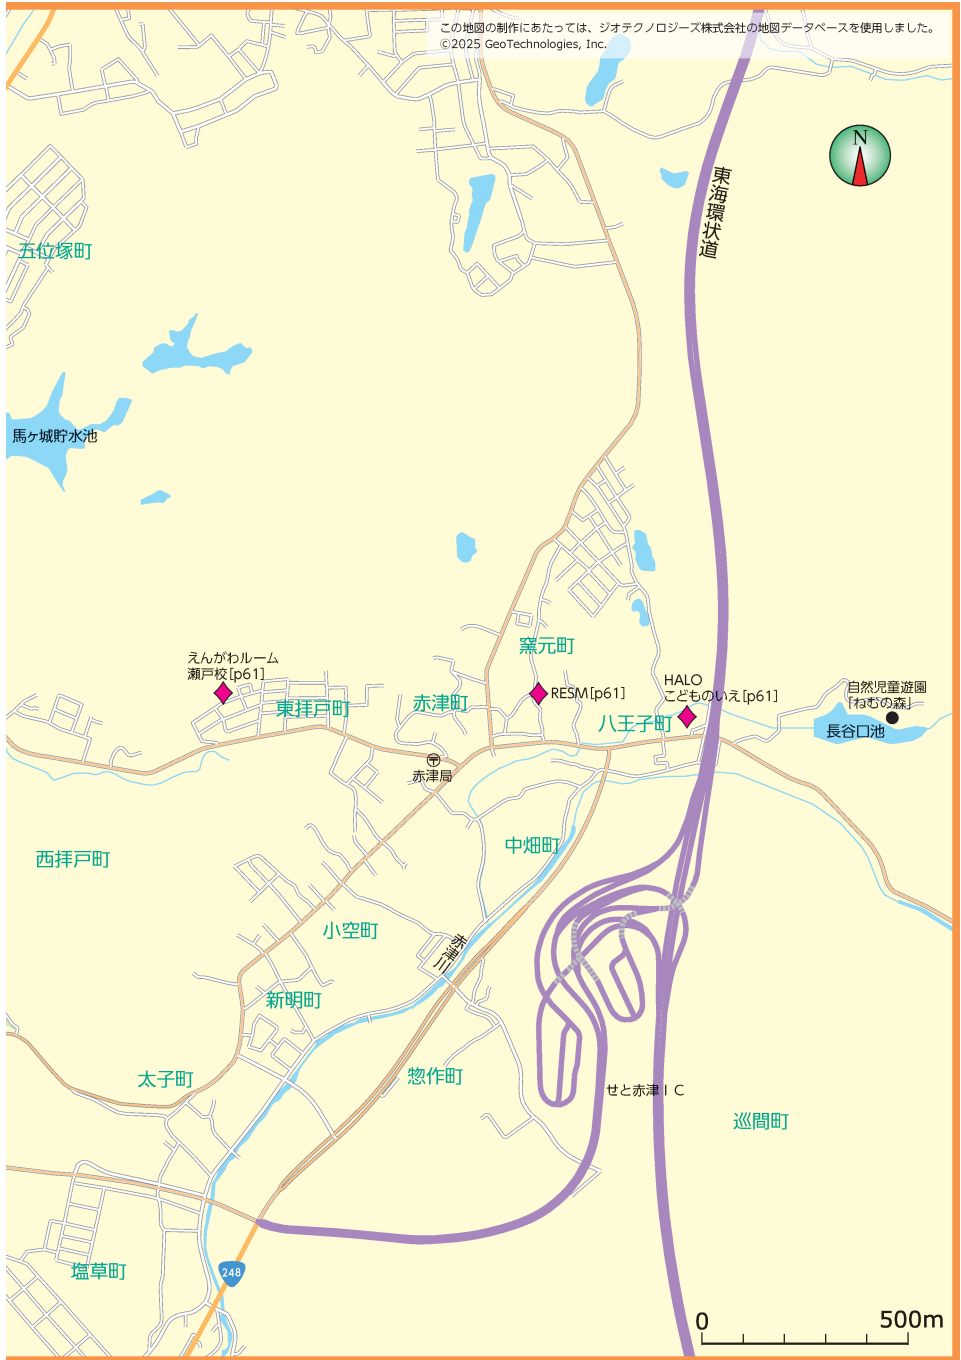 この地図の制作にあたっては、ジオテクノロジーズ株式会社の地図データベースを使用しました。
©2025 GeoTechnologies, Inc.
N
東海環状道
五位塚町
馬ヶ城貯水池
窯元町
えんがわルーム
瀬戸校[p61]
東拝戸町
赤津町
RESM[p61]
HALO
こどものいえ[p61]
八王子町
自然児童遊園
「ねむの森」
長谷口池
〒
赤津局
西拝戸町
中畑町
小空町
赤津川
新明町
太子町
惣作町
せと赤津IC
巡間町
塩草町
248
0 500m